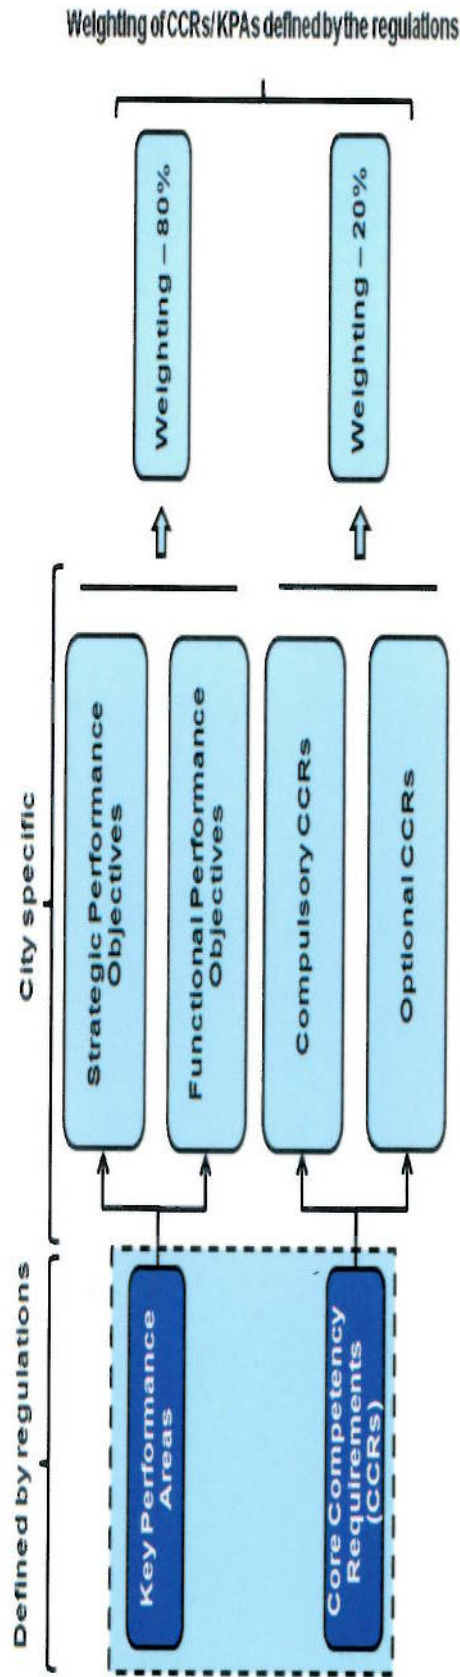 Weighting of CCRs/KPAs defined by the regulations
Defined by regulations
City specific
Key Performance
Areas
Strategic Performance
Objectives
Functional Performance
Objectives
Weighting – 80%
Core Competency
Requirements
(CCRs)
Compulsory CCRs
Optional CCRs
Weighting – 20%